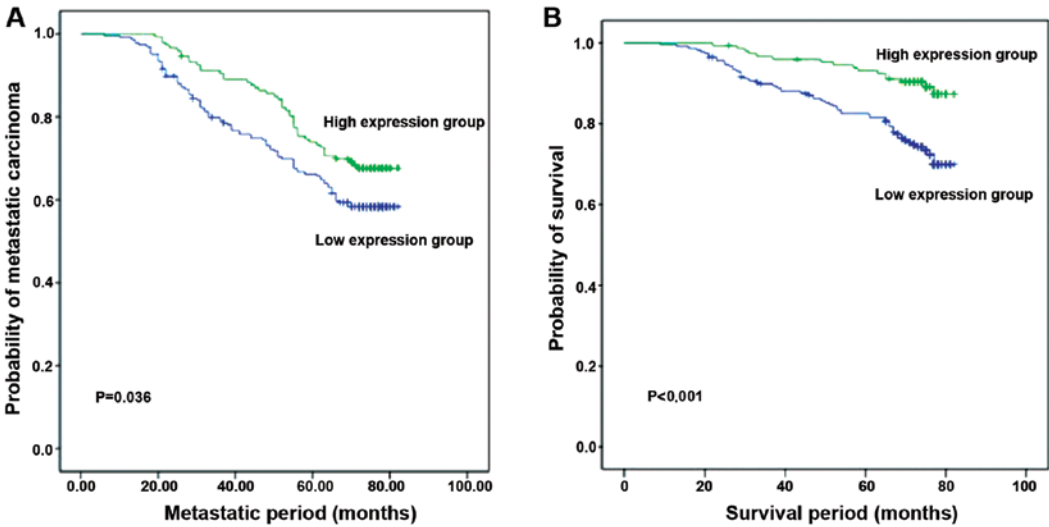 A
Probability of metastatic carcinoma
1.0
0.8
0.6
0.4
0.2
0.0
High expression group
Low expression group
P=0.036
0.00 20.00 40.00 60.00 80.00 100.00
Metastatic period (months)
B
Probability of survival
1.0
0.8
0.6
0.4
0.2
0.0
High expression group
Low expression group
P<0.001
0 20 40 60 80 100
Survival period (months)